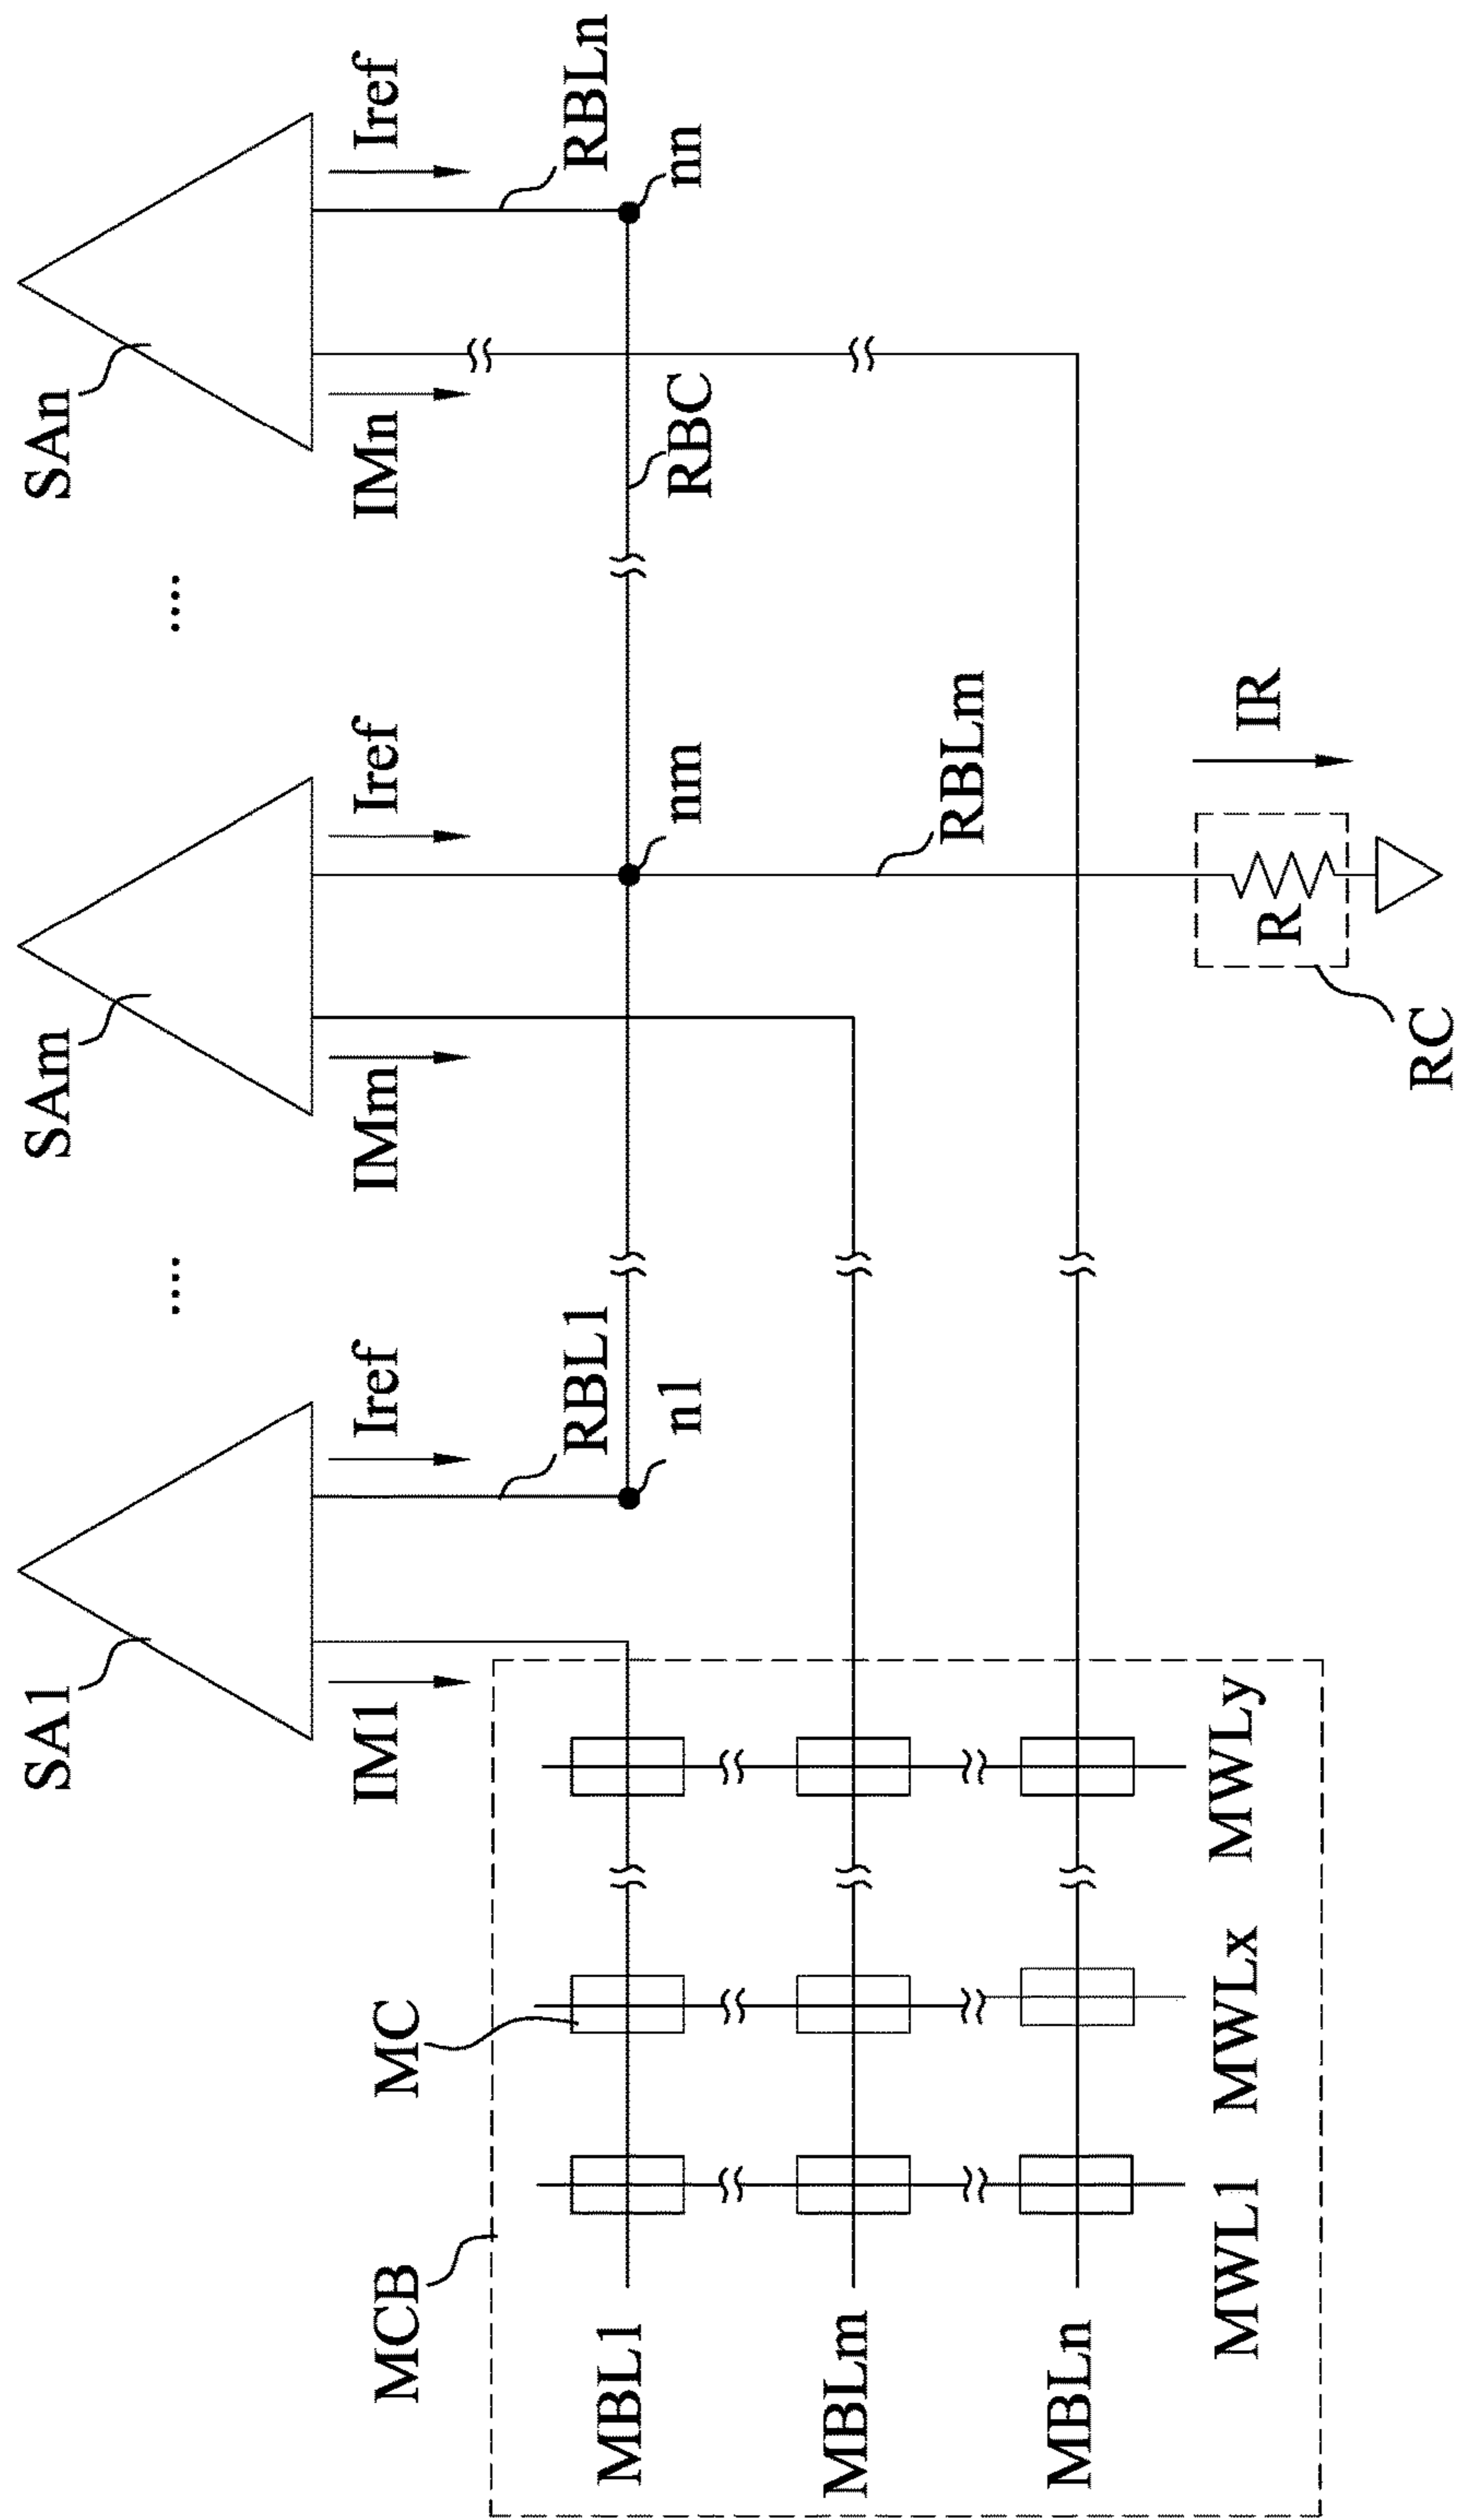 SA1
SAm
SAn
....
....
IM1
Iref
IMm
Iref
IMn
Iref
MCB
MC
RBL1
RBLn
n1
nm
RBC
nn
MBL1
MBLm
MBLn
RBLm
MWL1
MWLx
MWLy
R
IR
RC